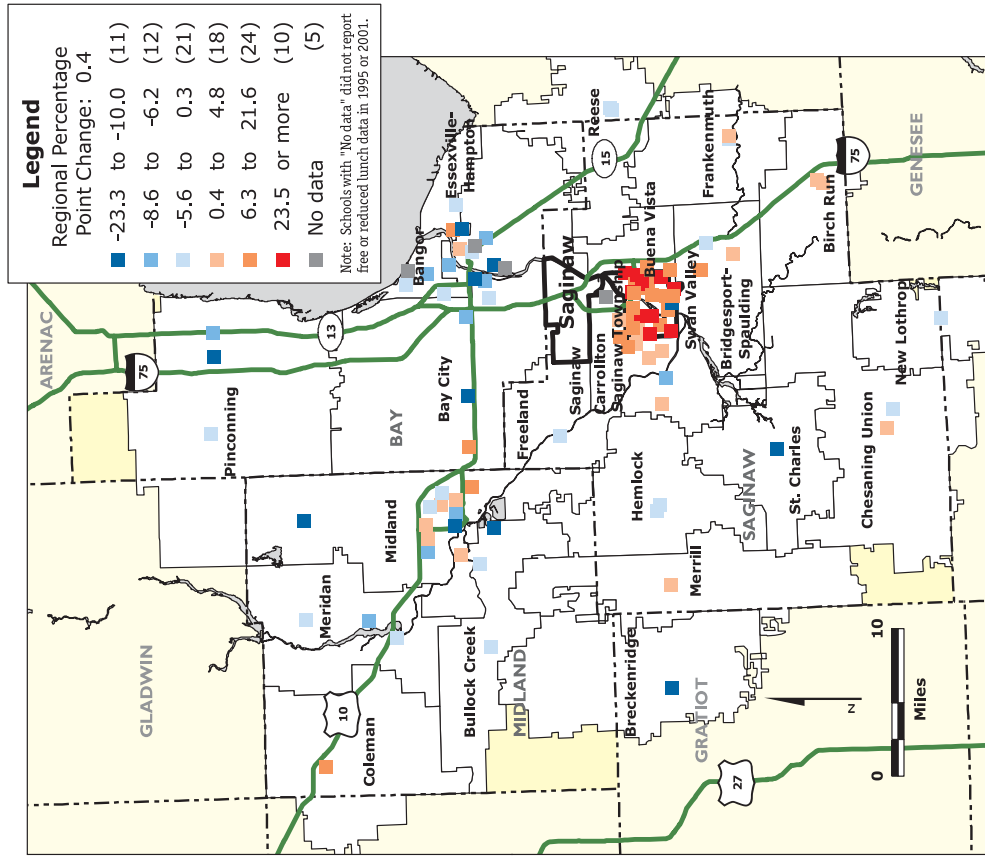 Legend
Regional Percentage
Point Change: 0.4
-23.3 to -10.0 (11)
-8.6 to -6.2 (12)
-5.6 to 0.3 (21)
0.4 to 4.8 (18)
6.3 to 21.6 (24)
23.5 or more (10)
No data (5)
Note: Schools with "No data" did not report
free or reduced lunch data in 1995 or 2001.
ARENAC
GLADWIN
75
13
Pinconning
BAY
Bay City
Bangor
Essexville-
Hampton
15
Reese
Midland
Meridan
10
Coleman
Bullock Creek
MIDLAND
Freeland
Saginaw
Saginaw
Carrollton
Saginaw Township
Buena Vista
Frankenmuth
Swan Valley
Bridgesport-
Spaulding
Birch Run
75
GENESEE
Hemlock
SAGINAW
St. Charles
Merrill
Chesaning Union
New Lothrop
Breckenridge
GRATIOT
27
N
0
10
Miles